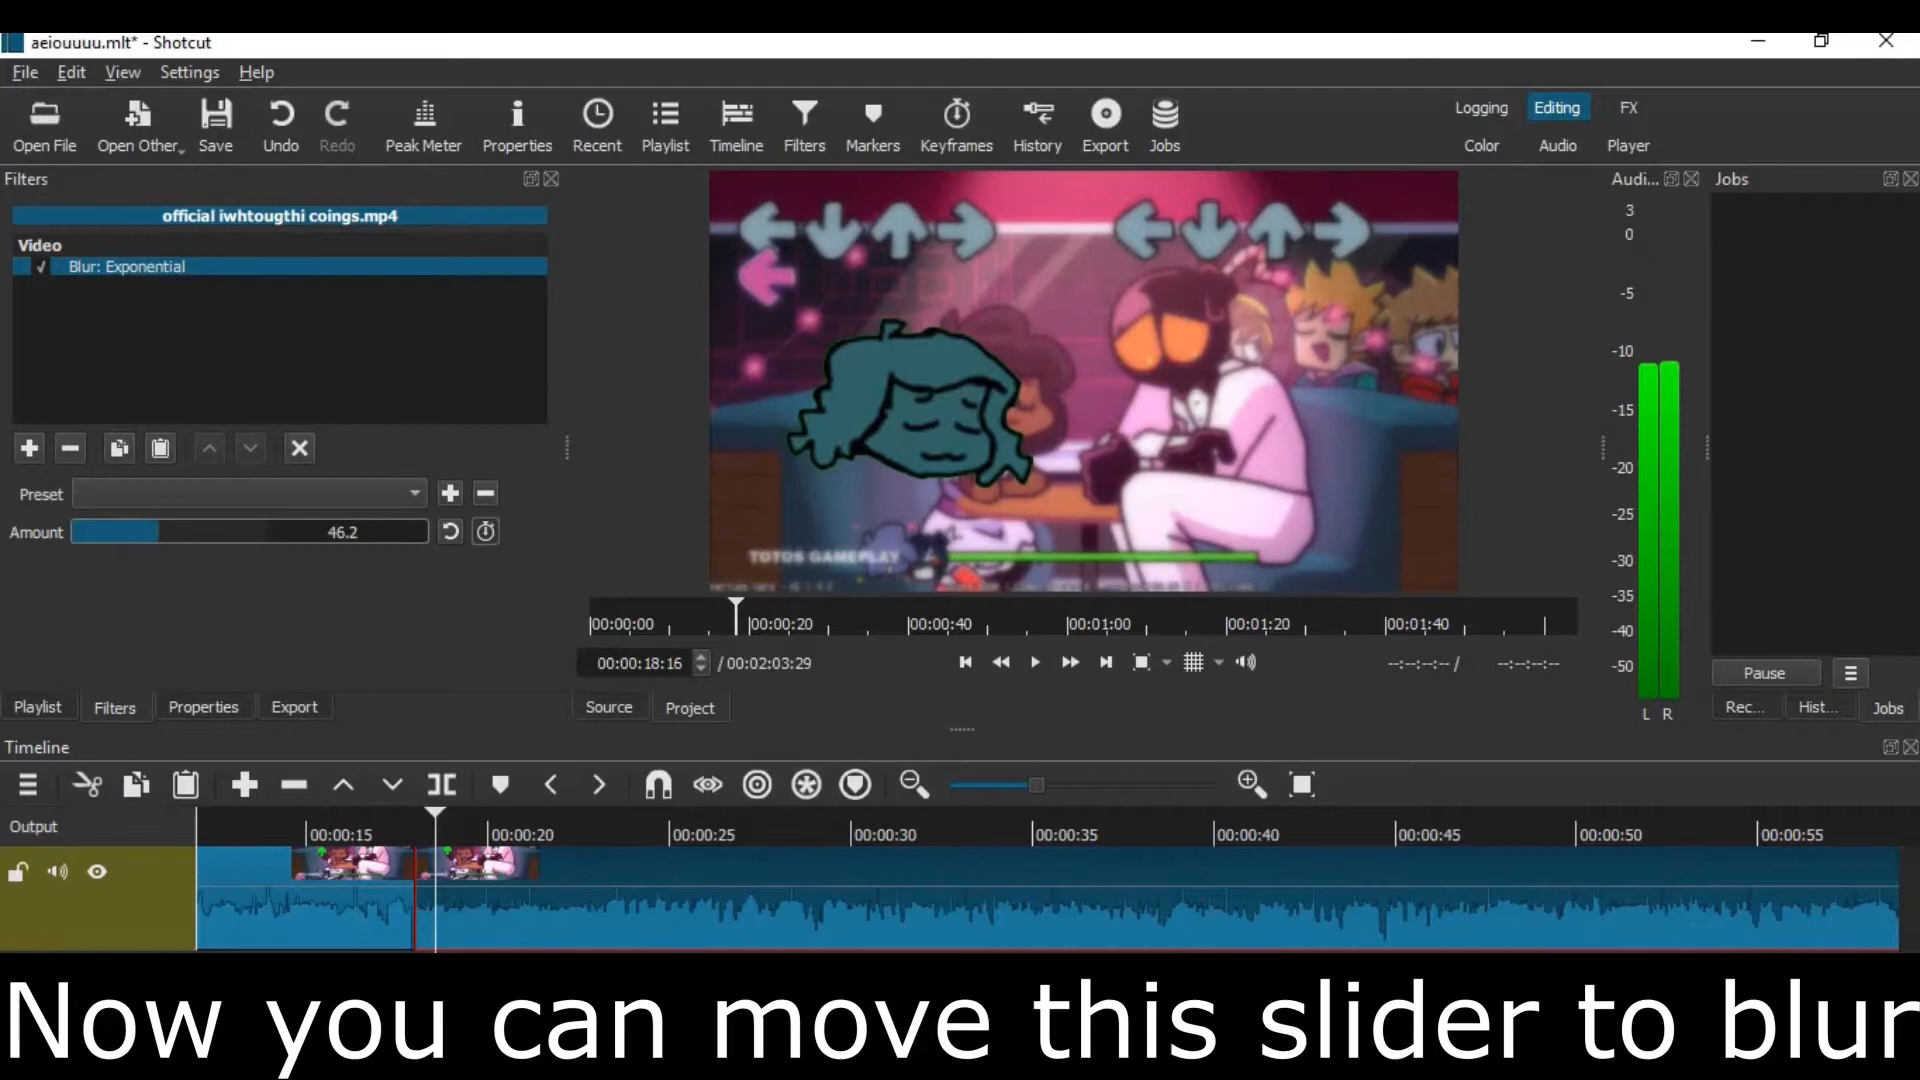 aeiouuuu.mlt* - Shotcut
File Edit View Settings Help
Open File Open Other... Save Undo Redo Peak Meter Properties Recent Playlist Timeline Filters Markers Keyframes History Export Jobs
Logging Editing FX
Color Audio Player
Filters
official iwhtougthi coings.mp4
Video
Blur: Exponential
Preset
Amount 46.2
Playlist Filters Properties Export
TOTOS GAMEPLAY
00:00:00 00:00:20 00:00:40 00:01:00 00:01:20 00:01:40
00:00:18:16 / 00:02:03:29 --:--:--:-- / --:--:--:--
Source Project
Audi...
3
0
-5
-10
-15
-20
-25
-30
-35
-40
-50
L R
Jobs
Pause
Rec... Hist... Jobs
Timeline
Output
00:00:15 00:00:20 00:00:25 00:00:30 00:00:35 00:00:40 00:00:45 00:00:50 00:00:55
Now you can move this slider to blur